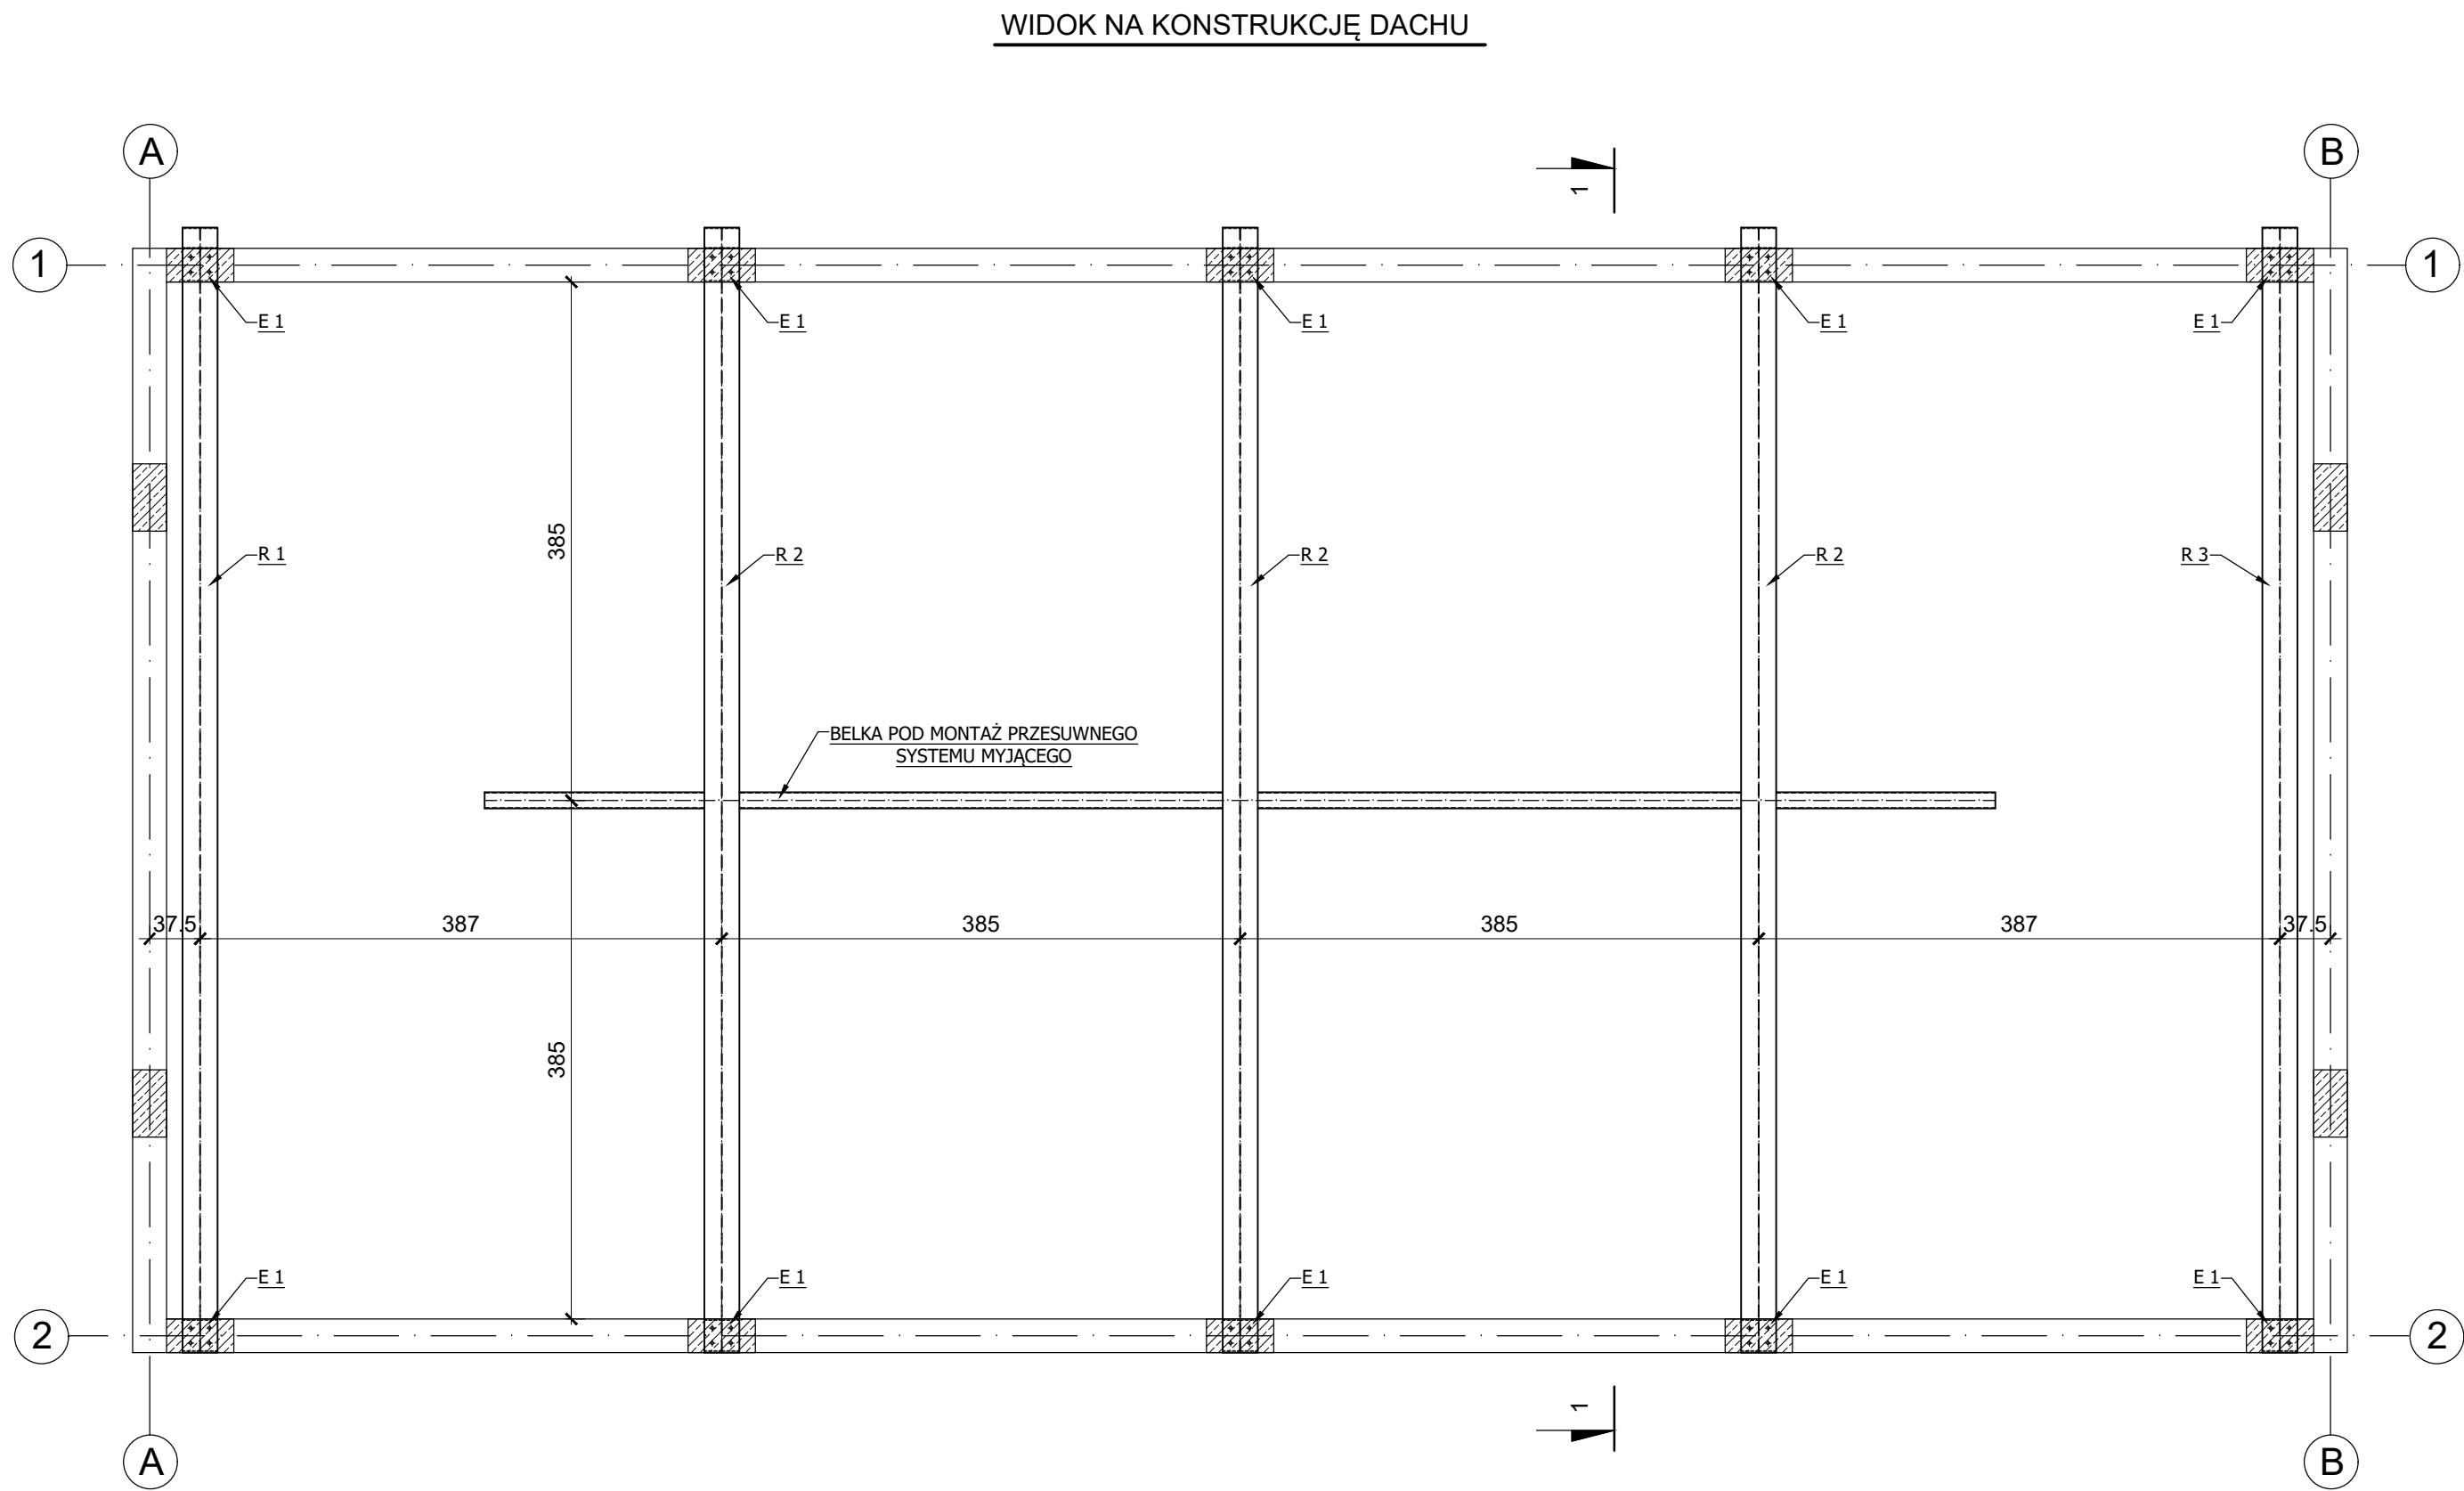 WIDOK NA KONSTRUKCJĘ DACHU
A
B
1
1
1
E 1
E 1
E 1
E 1
E 1
385
R 1
R 2
R 2
R 2
R 3
BELKA POD MONTAŻ PRZESUWNEGO
SYSTEMU MYJĄCEGO
37.5
387
385
385
387
37.5
385
E 1
E 1
E 1
E 1
E 1
2
2
1
A
B